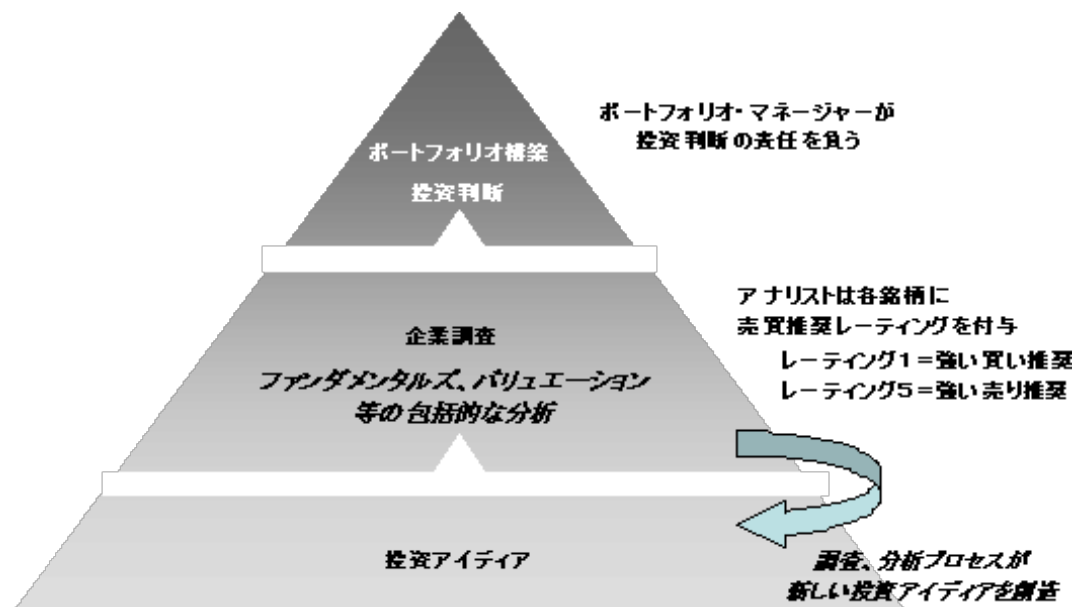 ポートフォリオ構築
投資判断
ポートフォリオ・マネージャーが
投資判断の責任を負う
企業調査
ファンダメンタルズ、バリュエーション
等の包括的な分析
アナリストは各銘柄に
売買推奨レーティングを付与
レーティング1=強い買い推奨
レーティング5=強い売り推奨
投資アイディア
調査、分析プロセスが
新しい投資アイディアを創造